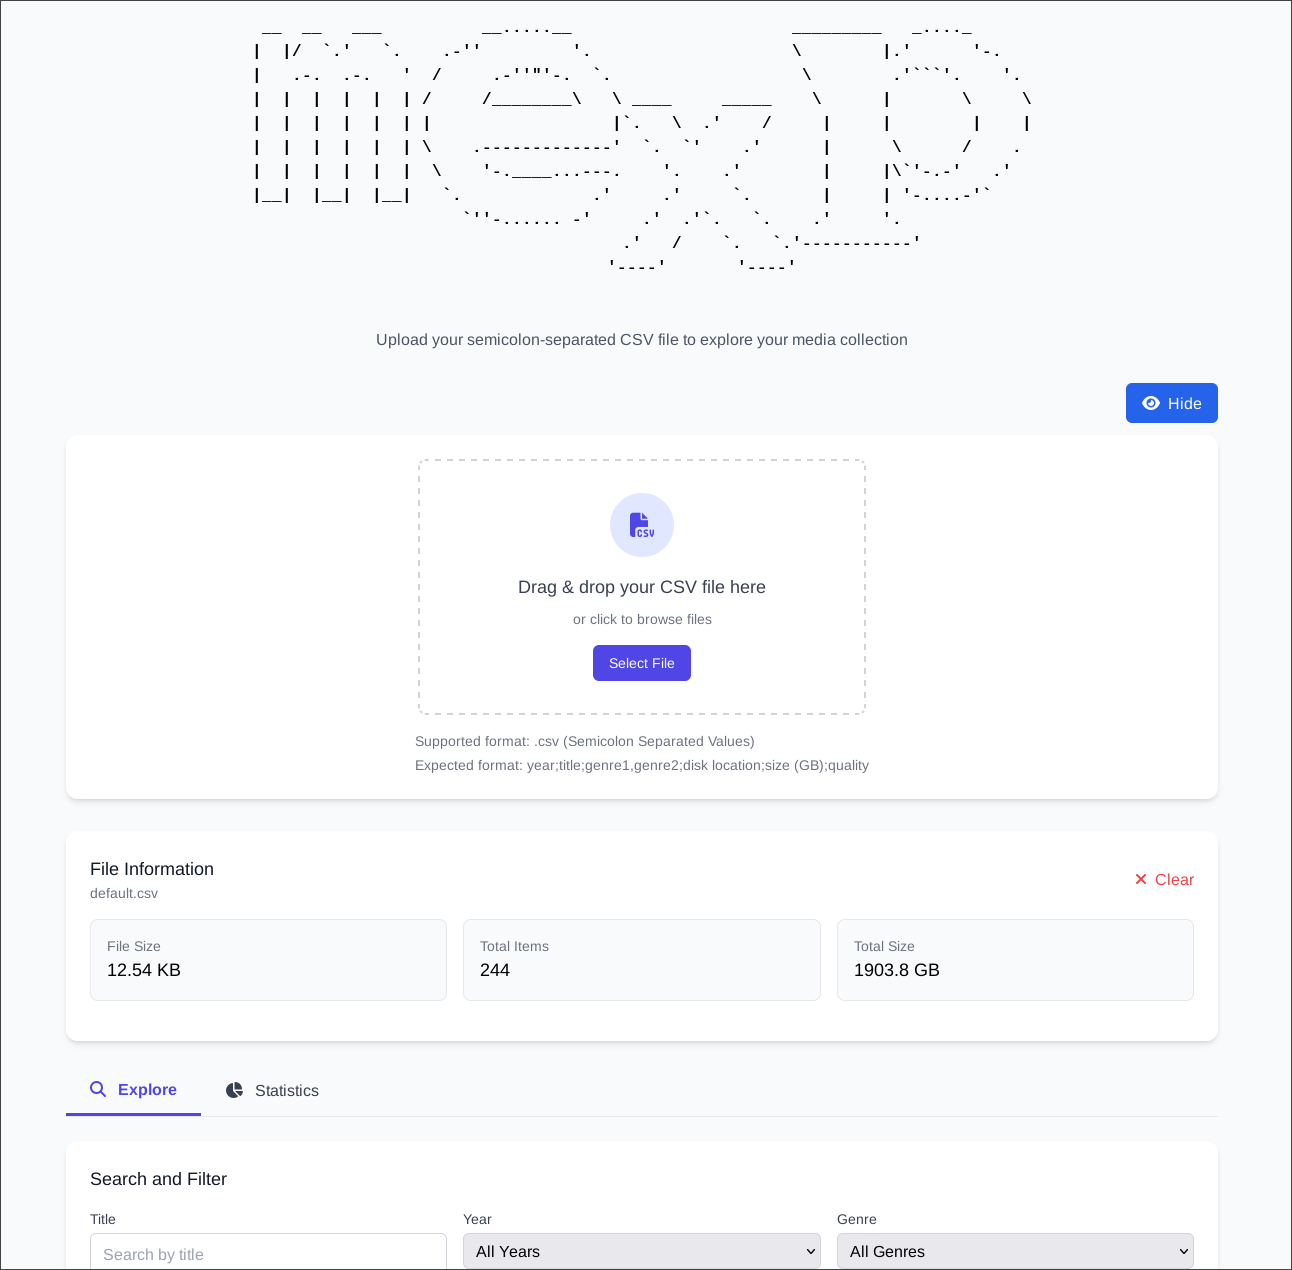 mexp
Upload your semicolon-separated CSV file to explore your media collection
Hide
CSV
Drag & drop your CSV file here
or click to browse files
Select File
Supported format: .csv (Semicolon Separated Values)
Expected format: year;title;genre1,genre2;disk location;size (GB);quality
File Information
default.csv
Clear
File Size
12.54 KB
Total Items
244
Total Size
1903.8 GB
Explore
Statistics
Search and Filter
Title
Year
Genre
Search by title
All Years
All Genres